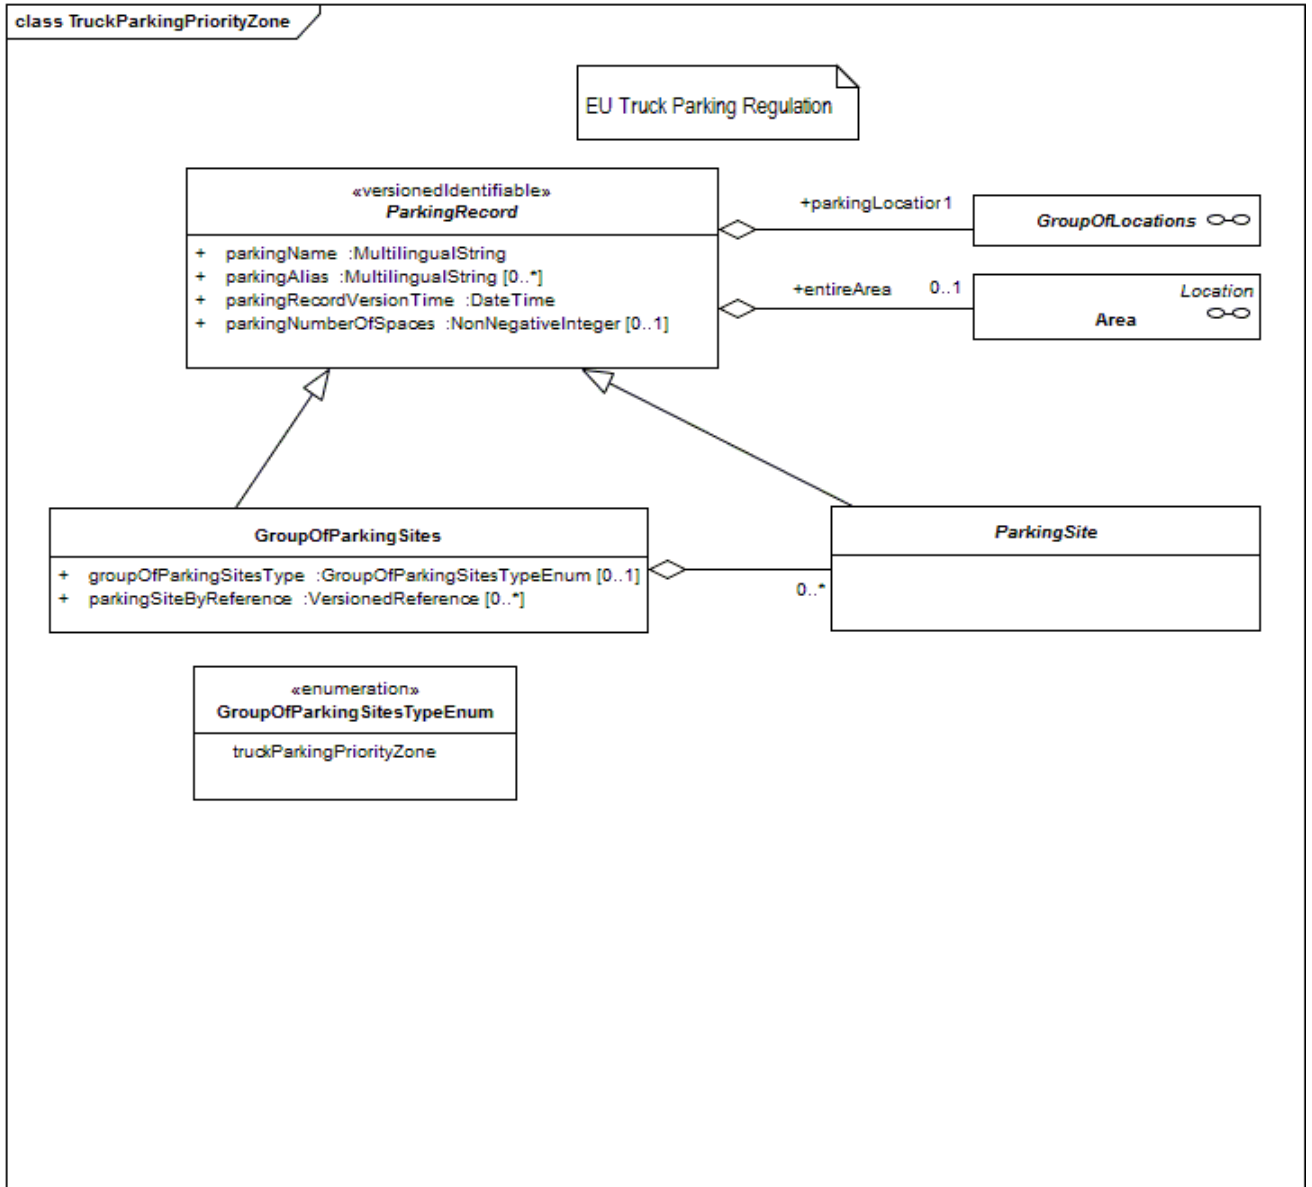 class TruckParkingPriorityZone
EU Truck Parking Regulation
«versionedIdentifiable»
ParkingRecord
+ parkingName :MultilingualString
+ parkingAlias :MultilingualString [0..*]
+ parkingRecordVersionTime :DateTime
+ parkingNumberOfSpaces :NonNegativeInteger [0..1]
+parkingLocation 1
GroupOfLocations
+entireArea 0..1
Location
Area
GroupOfParkingSites
+ groupOfParkingSitesType :GroupOfParkingSitesTypeEnum [0..1]
+ parkingSiteByReference :VersionedReference [0..*]
0..*
ParkingSite
«enumeration»
GroupOfParkingSitesTypeEnum
truckParkingPriorityZone